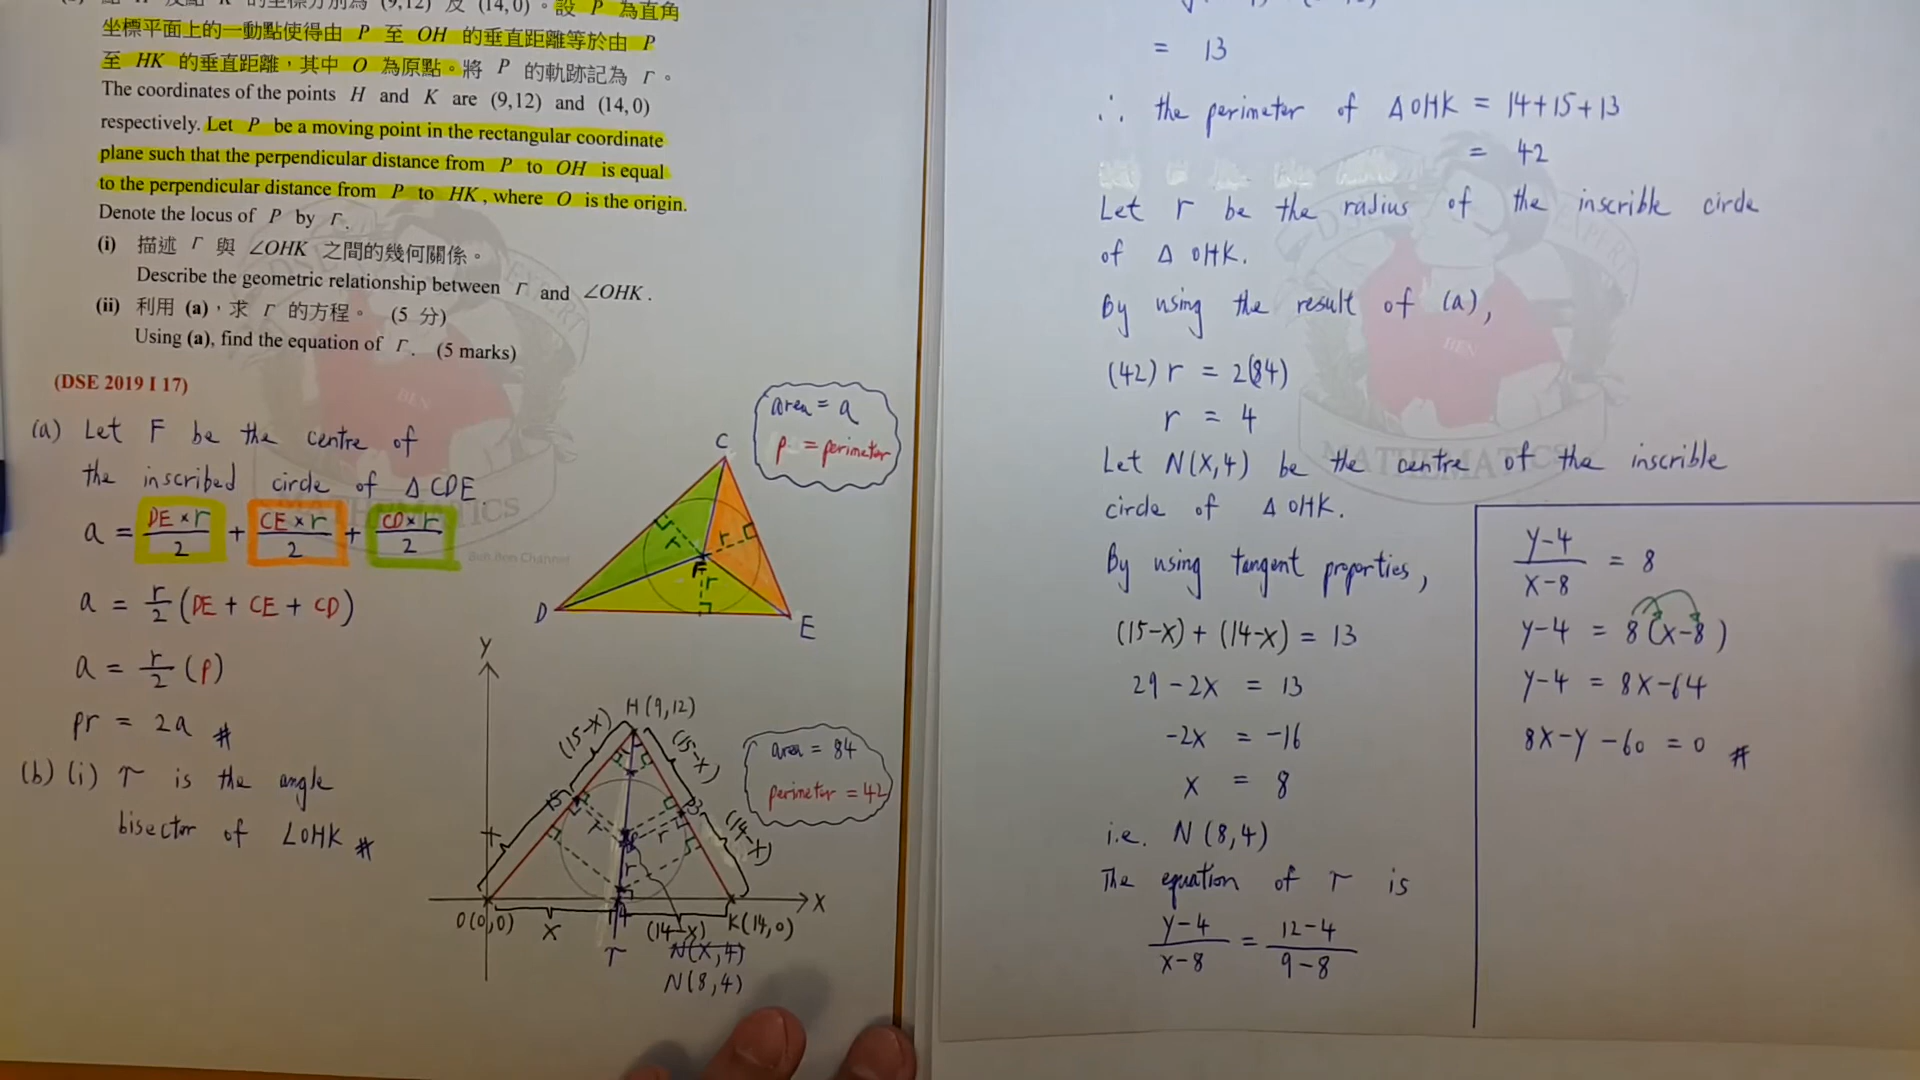 坐標平面上的一動點使得由 P 至 OH 的垂直距離等於由 P
至 HK 的垂直距離，其中 O 為原點。將 P 的軌跡記為 Γ。
The coordinates of the points H and K are (9,12) and (14,0)
respectively. Let P be a moving point in the rectangular coordinate
plane such that the perpendicular distance from P to OH is equal
to the perpendicular distance from P to HK, where O is the origin.
Denote the locus of P by Γ.
(i) 描述 Γ 與 ∠OHK 之間的幾何關係。
Describe the geometric relationship between Γ and ∠OHK.
(ii) 利用 (a)，求 Γ 的方程。 (5 分)
Using (a), find the equation of Γ. (5 marks)
(DSE 2019 I 17)
(a) Let F be the centre of
the inscribed circle of Δ CDE.
a = DE × r / 2 + CE × r / 2 + CD × r / 2
a = r/2 (DE + CE + CD)
a = r/2 (p)
pr = 2a #
(b) (i) Γ is the angle
bisector of ∠OHK #
area = a
p = perimeter
C
D
E
F
r
r
r
Y
H (9,12)
(15-x)
(15-x)
15
13
(14-x)
area = 84
perimeter = 42
r
r
r
O(0,0)
x
14
(14-x)
K(14,0)
X
Γ
N(x,4)
N(8,4)
= 13
∴ the perimeter of Δ OHK = 14+15+13
= 42
Let r be the radius of the inscrible circle
of Δ OHK.
By using the result of (a),
(42) r = 2(84)
r = 4
Let N(x,4) be the centre of the inscrible
circle of Δ OHK.
By using tangent properties,
(15-x) + (14-x) = 13
29 - 2x = 13
-2x = -16
x = 8
i.e. N (8,4)
The equation of Γ is
y-4 / x-8 = 12-4 / 9-8
y-4 / x-8 = 8
y-4 = 8(x-8)
y-4 = 8x-64
8x-y-60 = 0 #